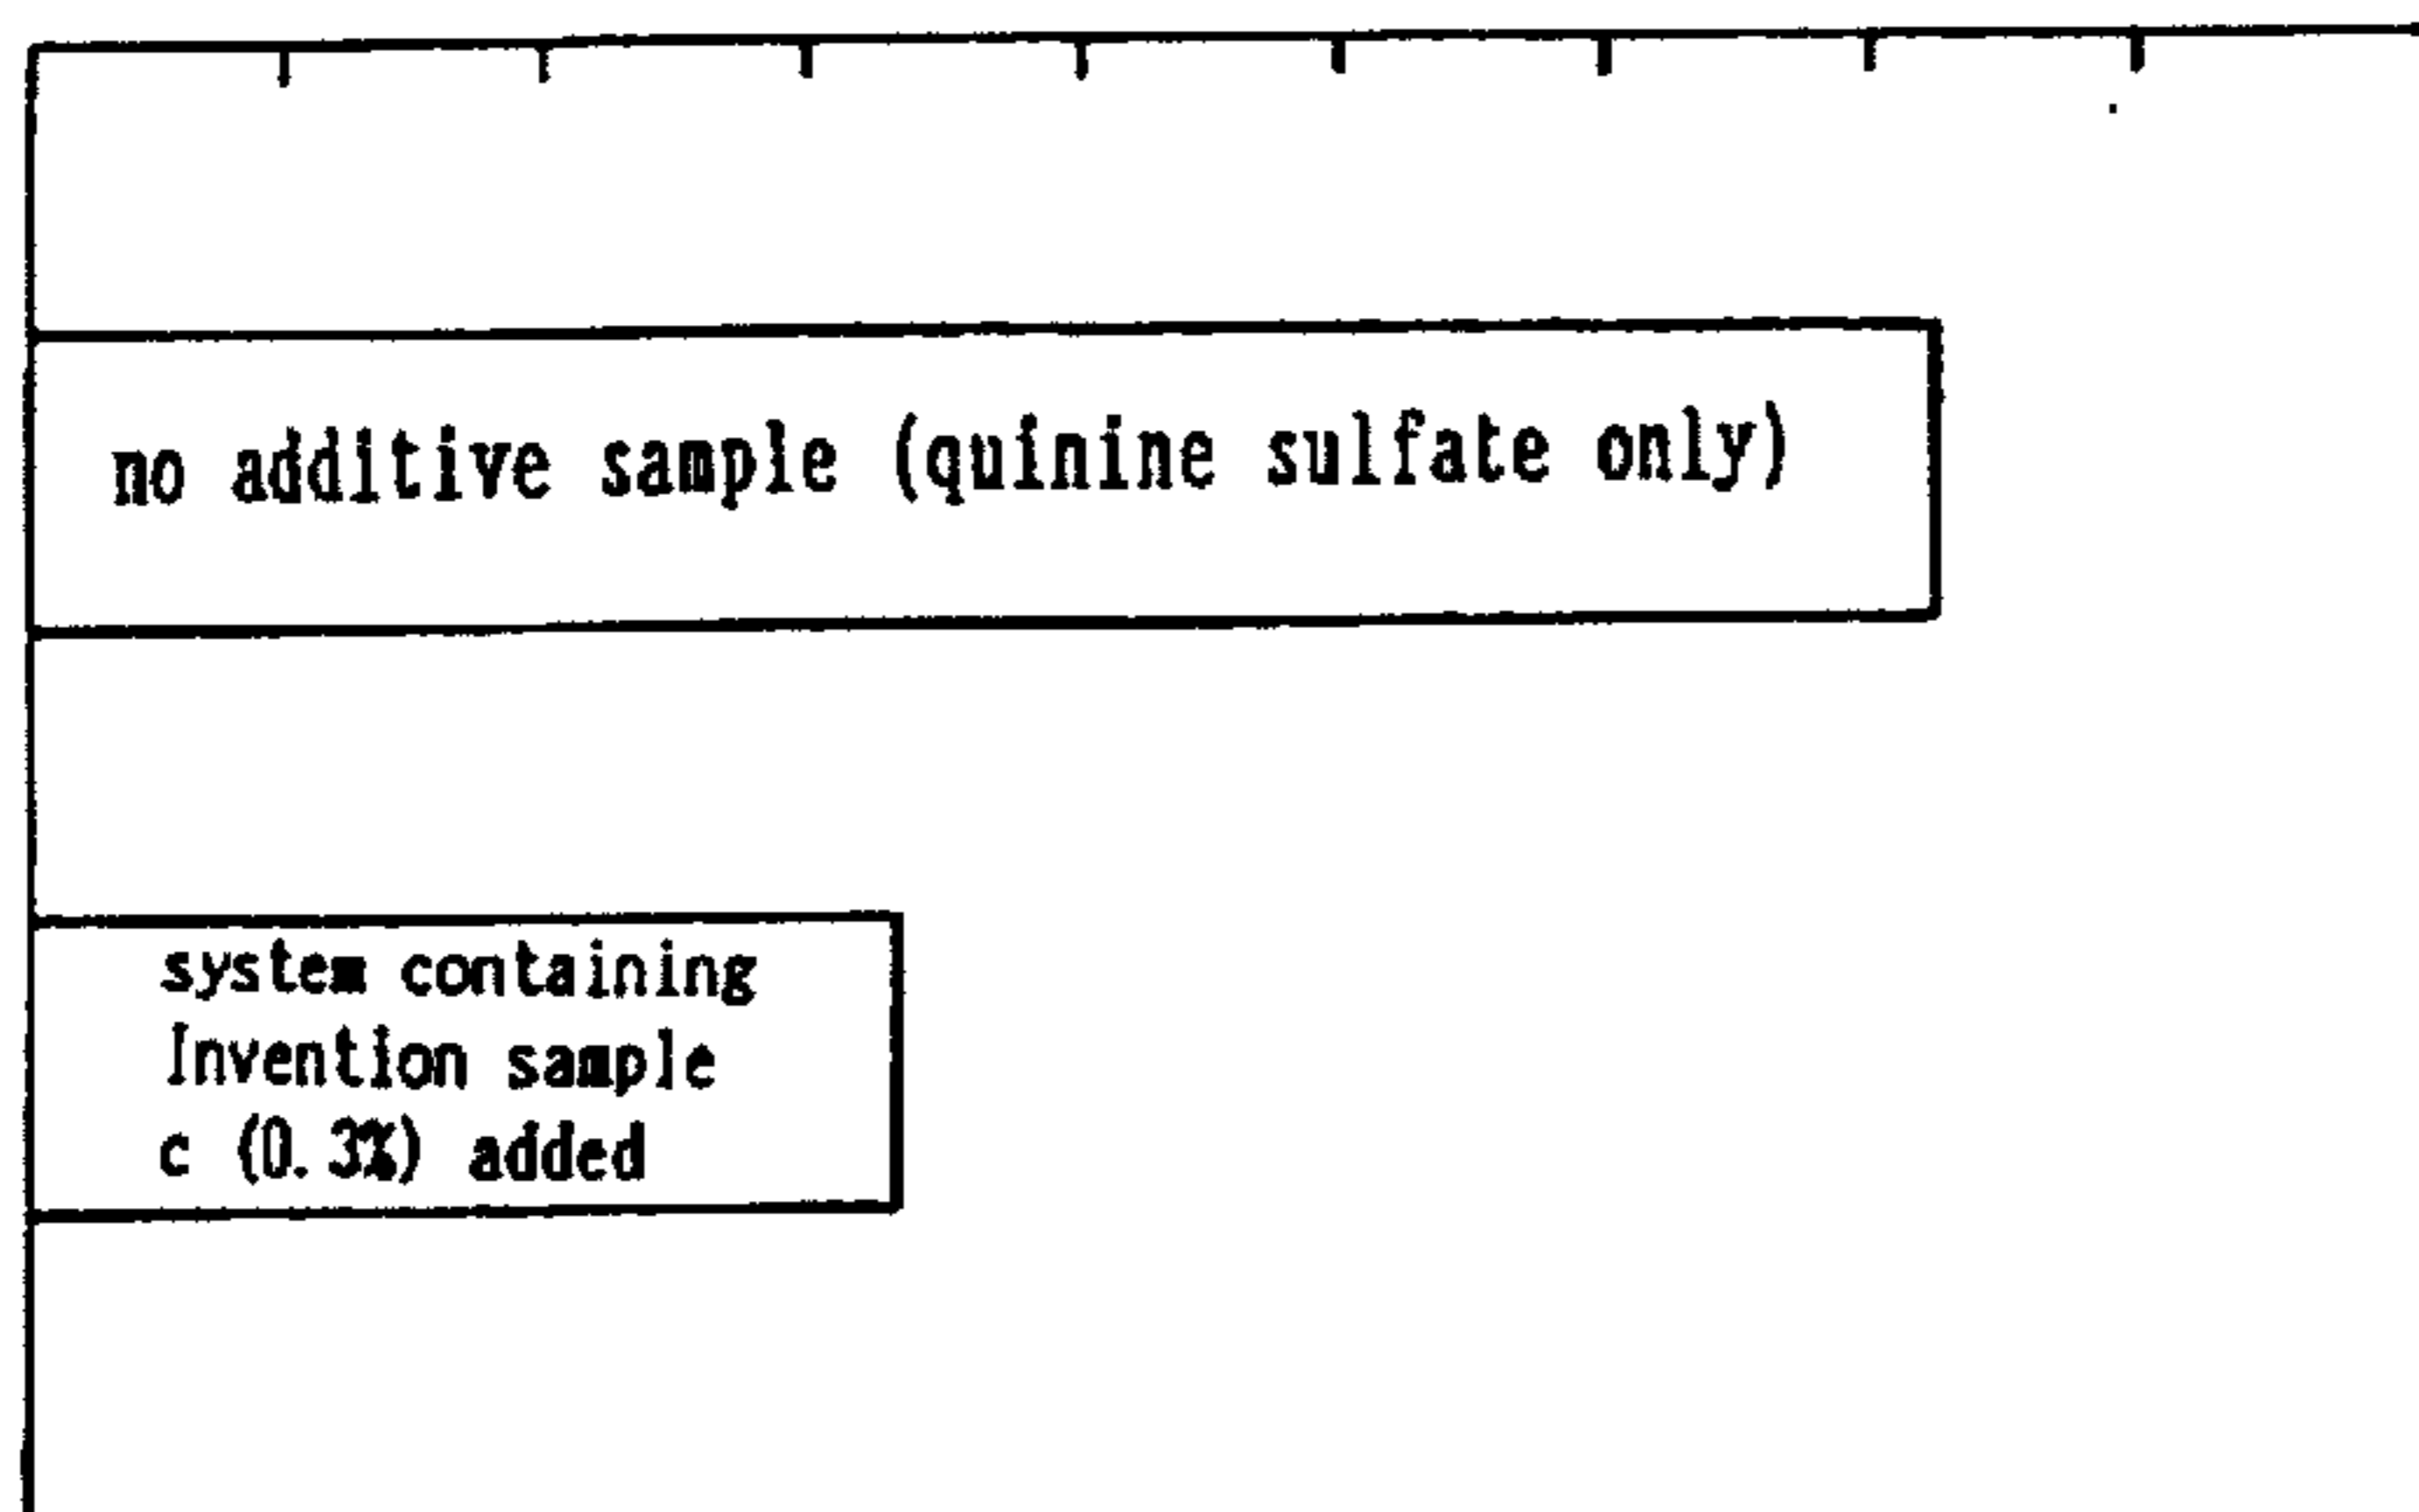 no additive sample (quinine sulfate only)
system containing
Invention sample
c (0.3%) added